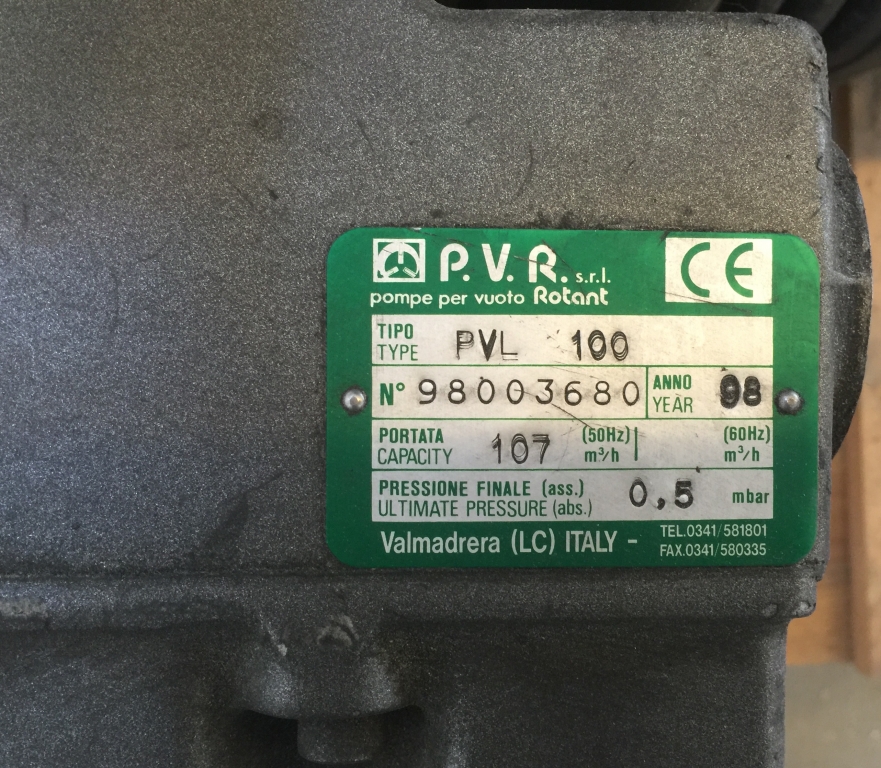 P.V.R. s.r.l.
pompe per vuoto Rotant
CE
TIPO
TYPE PVL 100
N° 98003680
ANNO
YEAR 98
PORTATA
CAPACITY 107
(50Hz)
m³/h
(60Hz)
m³/h
PRESSIONE FINALE (ass.)
ULTIMATE PRESSURE (abs.)
0,5 mbar
Valmadrera (LC) ITALY -
TEL.0341/581801
FAX.0341/580335